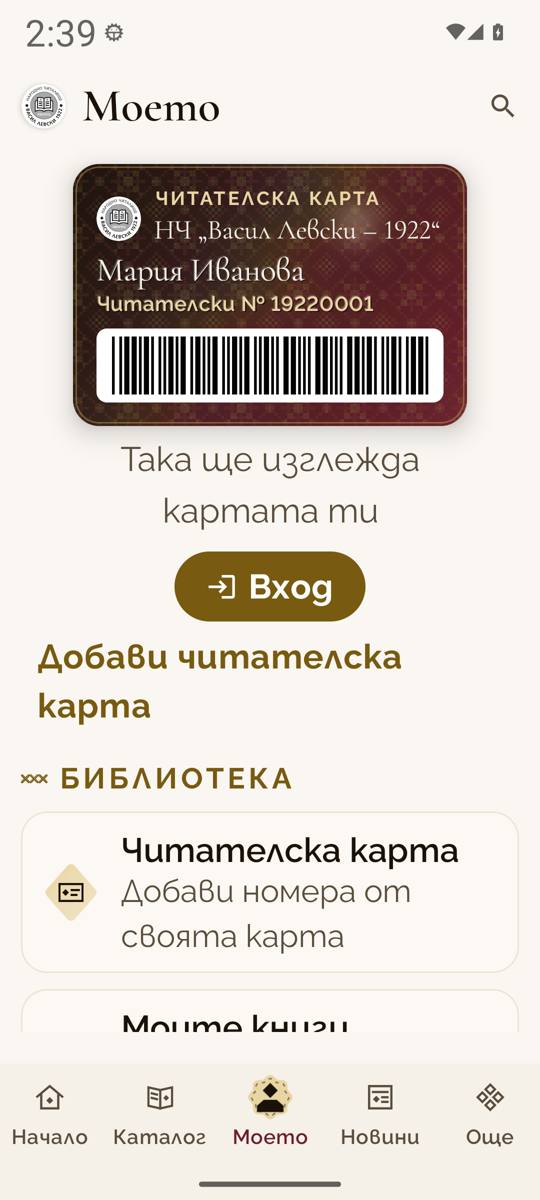 2:39
Моето
ЧИТАТЕЛСКА КАРТА
НЧ „Васил Левски – 1922“
Мария Иванова
Читателски № 19220001
Така ще изглежда
картата ти
Вход
Добави читателска
карта
БИБЛИОТЕКА
Читателска карта
Добави номера от
своята карта
Моите книги
Начало
Каталог
Моето
Новини
Още